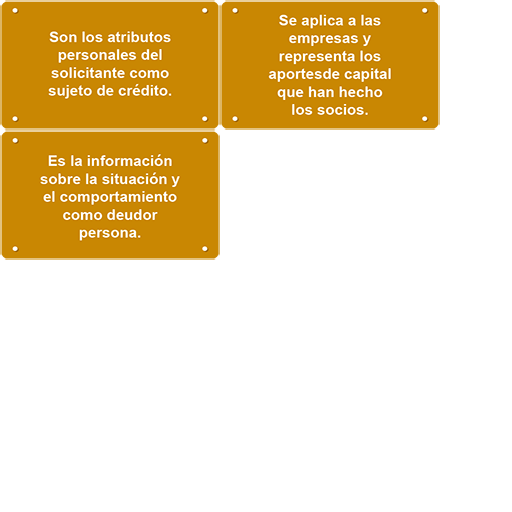 Son los atributos
personales del
solicitante como
sujeto de crédito.
Se aplica a las
empresas y
representa los
aportesde capital
que han hecho
los socios.
Es la información
sobre la situación y
el comportamiento
como deudor
persona.